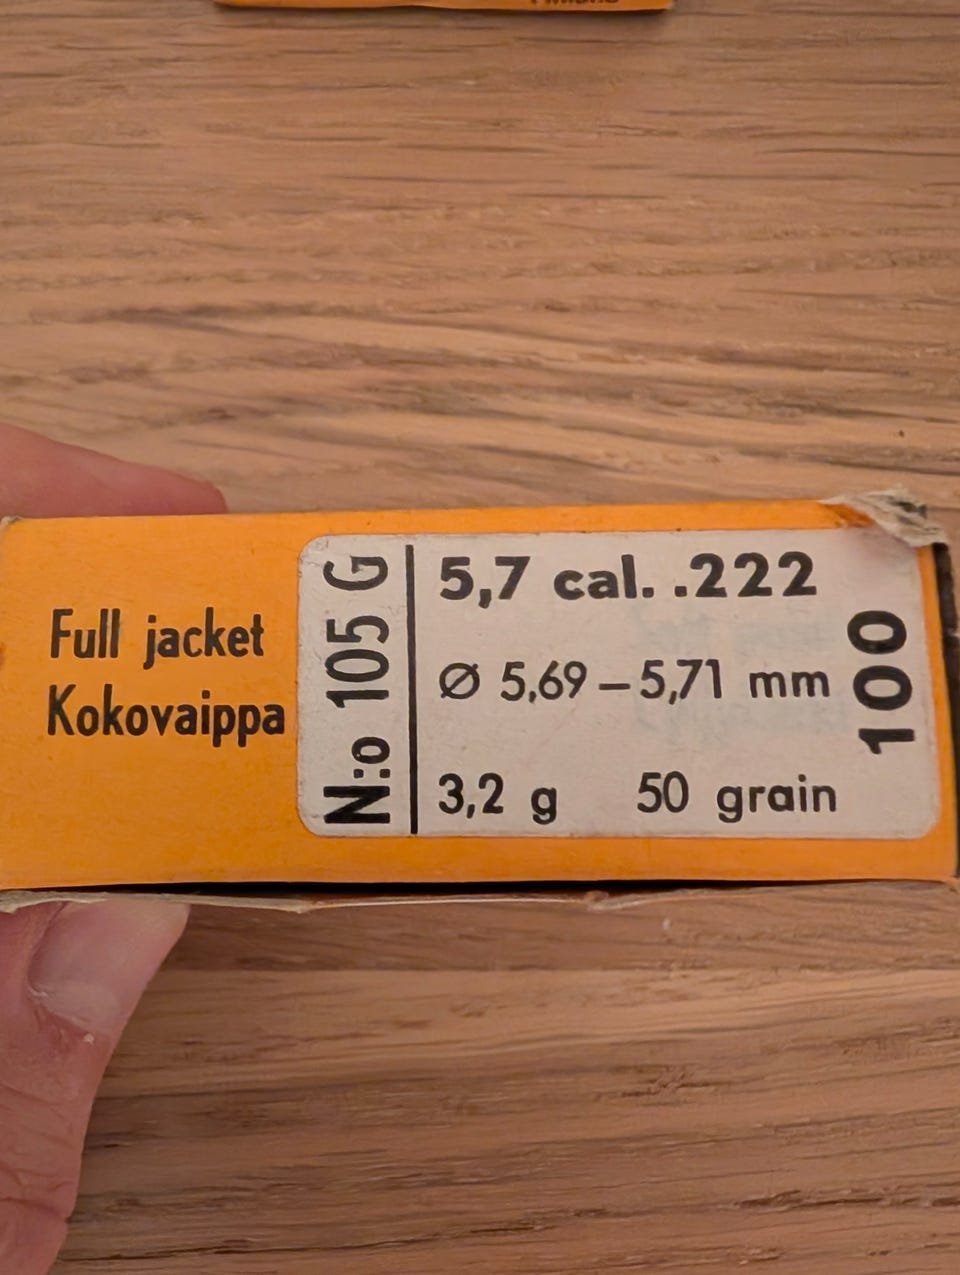 Full jacket
Kokovaippa
N:o 105 G
5,7 cal. .222
Ø 5,69 – 5,71 mm
3,2 g 50 grain
100